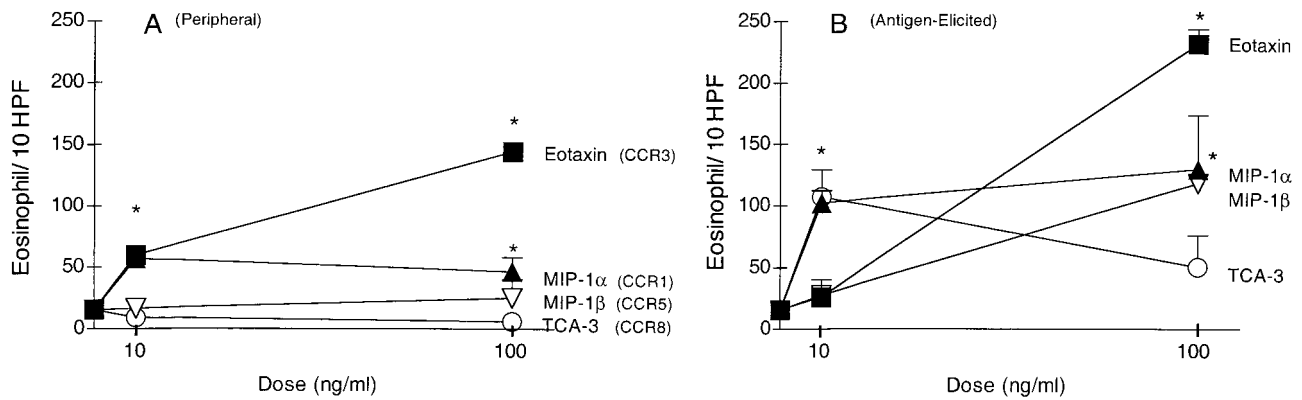 A (Peripheral)
Eosinophil/ 10 HPF
250
200
150
100
50
0
*
*
*
Eotaxin (CCR3)
MIP-1α (CCR1)
MIP-1β (CCR5)
TCA-3 (CCR8)
10
100
Dose (ng/ml)
B (Antigen-Elicited)
Eosinophil/ 10 HPF
250
200
150
100
50
0
*
*
*
Eotaxin
MIP-1α
MIP-1β
TCA-3
10
100
Dose (ng/ml)